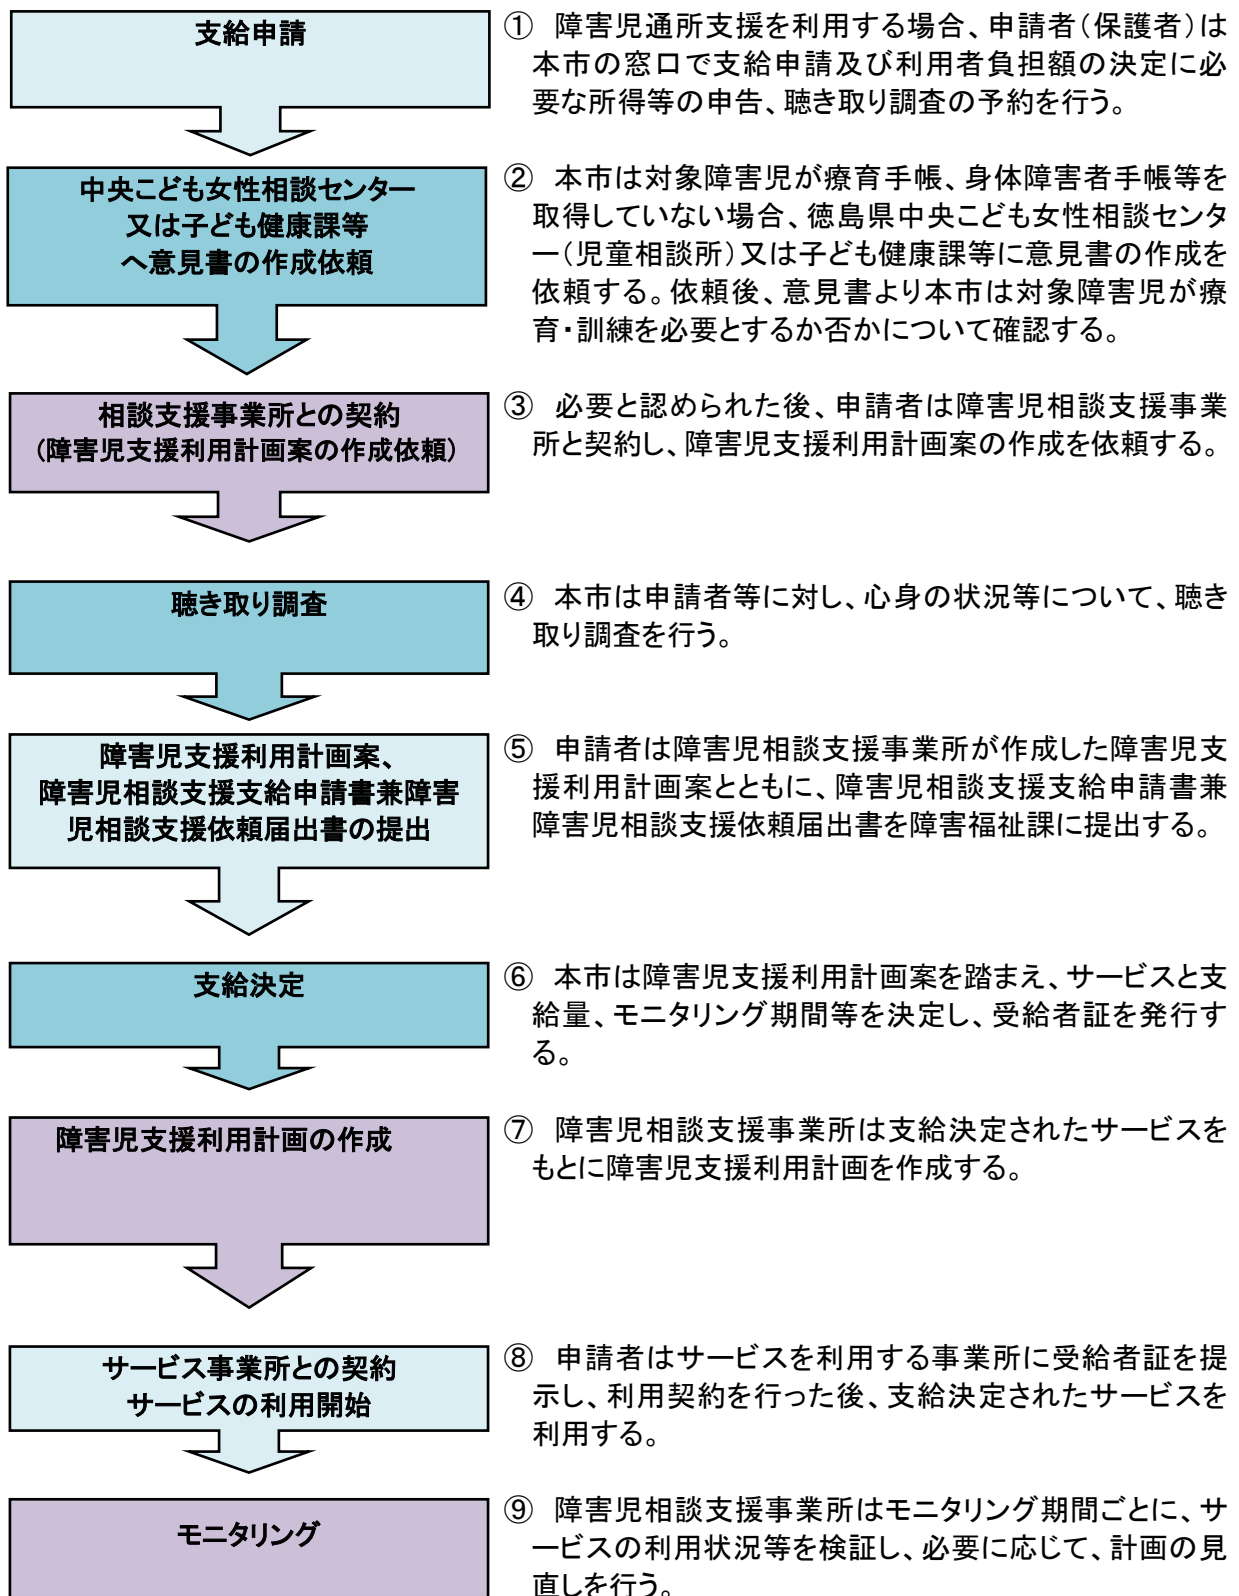 支給申請
① 障害児通所支援を利用する場合、申請者(保護者)は
本市の窓口で支給申請及び利用者負担額の決定に必
要な所得等の申告、聴き取り調査の予約を行う。
中央こども女性相談センター
又は子ども健康課等
へ意見書の作成依頼
② 本市は対象障害児が療育手帳、身体障害者手帳等を
取得していない場合、徳島県中央こども女性相談センタ
ー(児童相談所)又は子ども健康課等に意見書の作成を
依頼する。依頼後、意見書より本市は対象障害児が療
育・訓練を必要とするか否かについて確認する。
相談支援事業所との契約
(障害児支援利用計画案の作成依頼)
③ 必要と認められた後、申請者は障害児相談支援事業
所と契約し、障害児支援利用計画案の作成を依頼する。
聴き取り調査
④ 本市は申請者等に対し、心身の状況等について、聴き
取り調査を行う。
障害児支援利用計画案、
障害児相談支援支給申請書兼障害
児相談支援依頼届出書の提出
⑤ 申請者は障害児相談支援事業所が作成した障害児支
援利用計画案とともに、障害児相談支援支給申請書兼
障害児相談支援依頼届出書を障害福祉課に提出する。
支給決定
⑥ 本市は障害児支援利用計画案を踏まえ、サービスと支
給量、モニタリング期間等を決定し、受給者証を発行す
る。
障害児支援利用計画の作成
⑦ 障害児相談支援事業所は支給決定されたサービスを
もとに障害児支援利用計画を作成する。
サービス事業所との契約
サービスの利用開始
⑧ 申請者はサービスを利用する事業所に受給者証を提
示し、利用契約を行った後、支給決定されたサービスを
利用する。
モニタリング
⑨ 障害児相談支援事業所はモニタリング期間ごとに、サ
ービスの利用状況等を検証し、必要に応じて、計画の見
直しを行う。